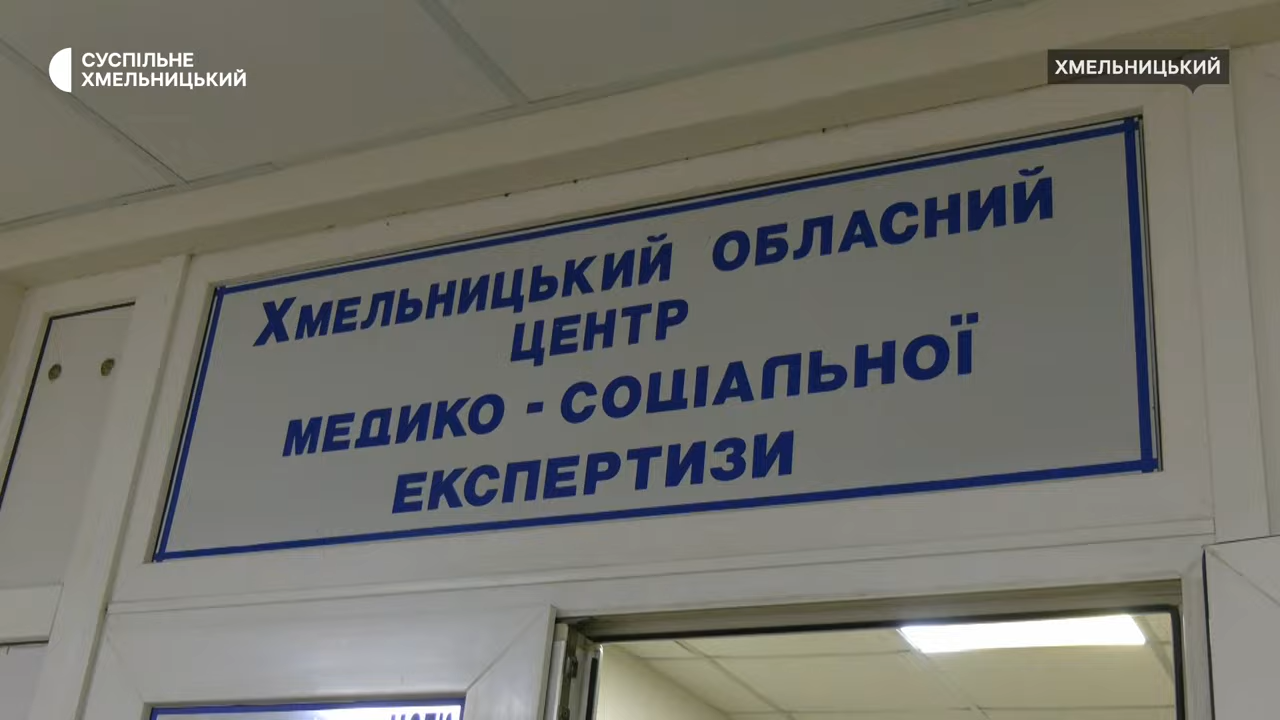 СУСПІЛЬНЕ
ХМЕЛЬНИЦЬКИЙ
ХМЕЛЬНИЦЬКИЙ
ХМЕЛЬНИЦЬКИЙ ОБЛАСНИЙ
ЦЕНТР
МЕДИКО - СОЦІАЛЬНОЇ
ЕКСПЕРТИЗИ